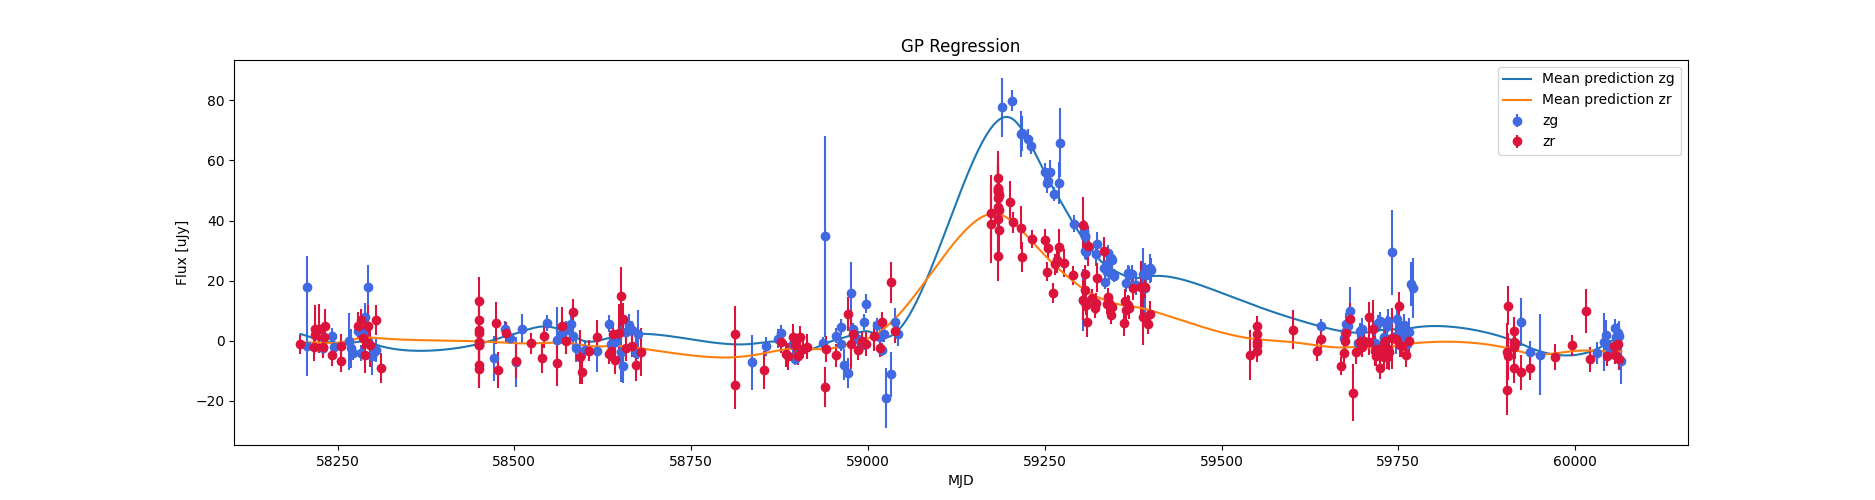 GP Regression
Mean prediction zg
Mean prediction zr
zg
zr
Flux [uJy]
80
60
40
20
0
−20
58250 58500 58750 59000 59250 59500 59750 60000
MJD